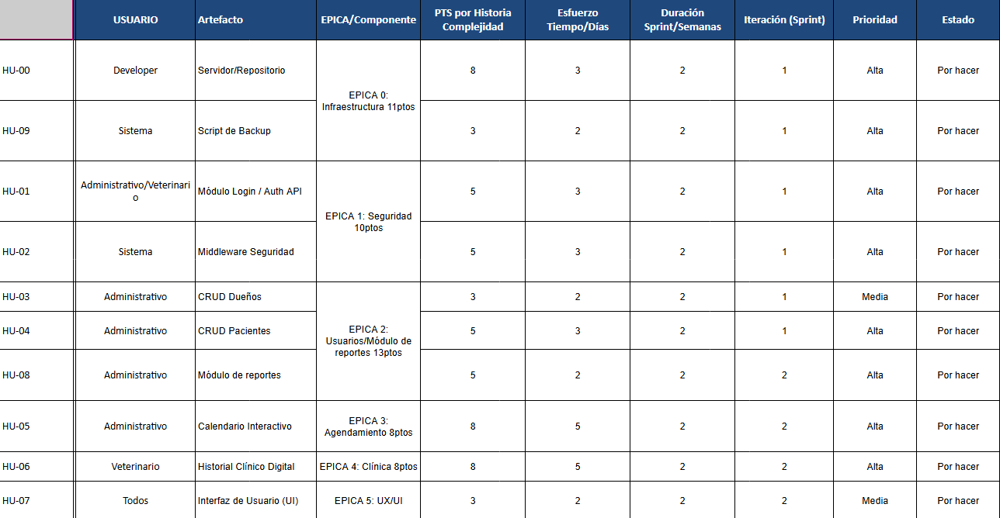 USUARIO Artefacto EPICA/Componente PTS por Historia Complejidad Esfuerzo Tiempo/Días Duración Sprint/Semanas Iteración (Sprint) Prioridad Estado
HU-00 Developer Servidor/Repositorio EPICA 0: Infraestructura 11ptos 8 3 2 1 Alta Por hacer
HU-09 Sistema Script de Backup 3 2 2 1 Alta Por hacer
HU-01 Administrativo/Veterinario Módulo Login / Auth API EPICA 1: Seguridad 10ptos 5 3 2 1 Alta Por hacer
HU-02 Sistema Middleware Seguridad 5 3 2 1 Alta Por hacer
HU-03 Administrativo CRUD Dueños EPICA 2: Usuarios/Módulo de reportes 13ptos 3 2 2 1 Media Por hacer
HU-04 Administrativo CRUD Pacientes 5 3 2 1 Alta Por hacer
HU-08 Administrativo Módulo de reportes 5 2 2 2 Alta Por hacer
HU-05 Administrativo Calendario Interactivo EPICA 3: Agendamiento 8ptos 8 5 2 2 Alta Por hacer
HU-06 Veterinario Historial Clínico Digital EPICA 4: Clínica 8ptos 8 5 2 2 Alta Por hacer
HU-07 Todos Interfaz de Usuario (UI) EPICA 5: UX/UI 3 2 2 2 Media Por hacer